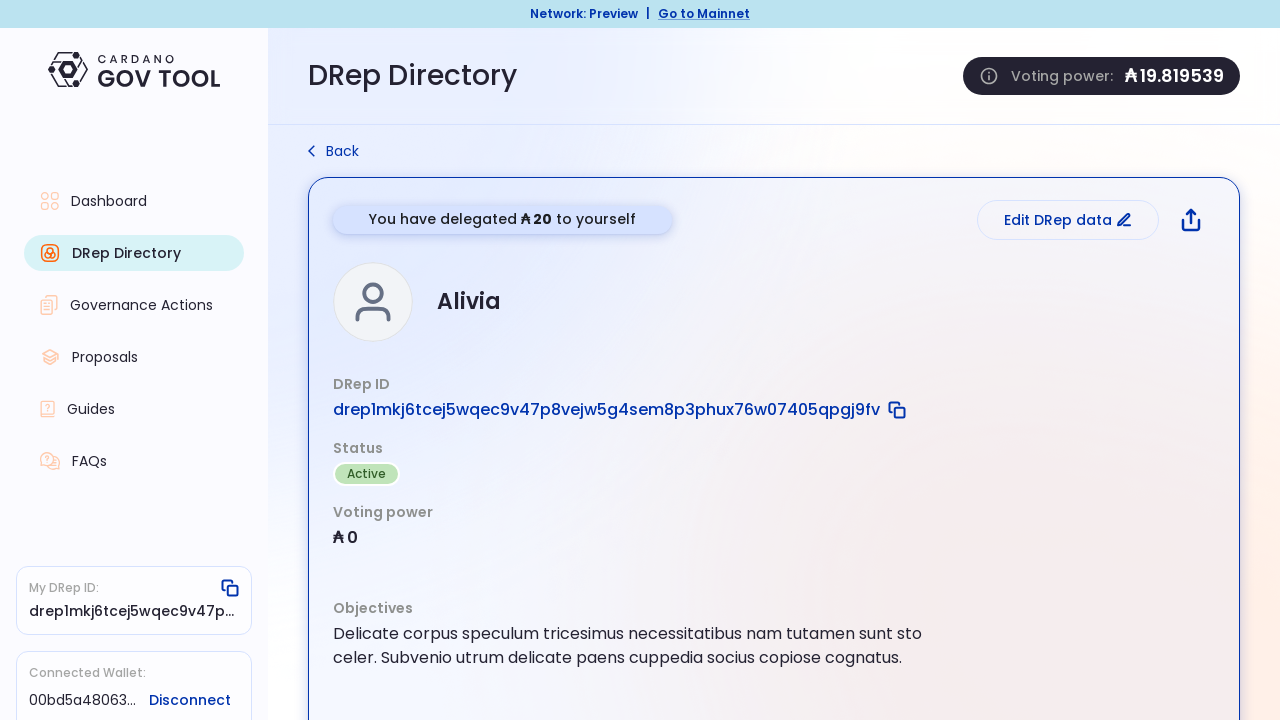 Network: Preview | Go to Mainnet
CARDANO
GOV TOOL
DRep Directory
Voting power: ₳19.819539
Back
Dashboard
DRep Directory
Governance Actions
Proposals
Guides
FAQs
My DRep ID:
drep1mkj6tcej5wqec9v47p...
Connected Wallet:
00bd5a48063... Disconnect
You have delegated ₳20 to yourself
Edit DRep data
Alivia
DRep ID
drep1mkj6tcej5wqec9v47p8vejw5g4sem8p3phux76w07405qpgj9fv
Status
Active
Voting power
₳0
Objectives
Delicate corpus speculum tricesimus necessitatibus nam tutamen sunt sto
celer. Subvenio utrum delicate paens cuppedia socius copiose cognatus.